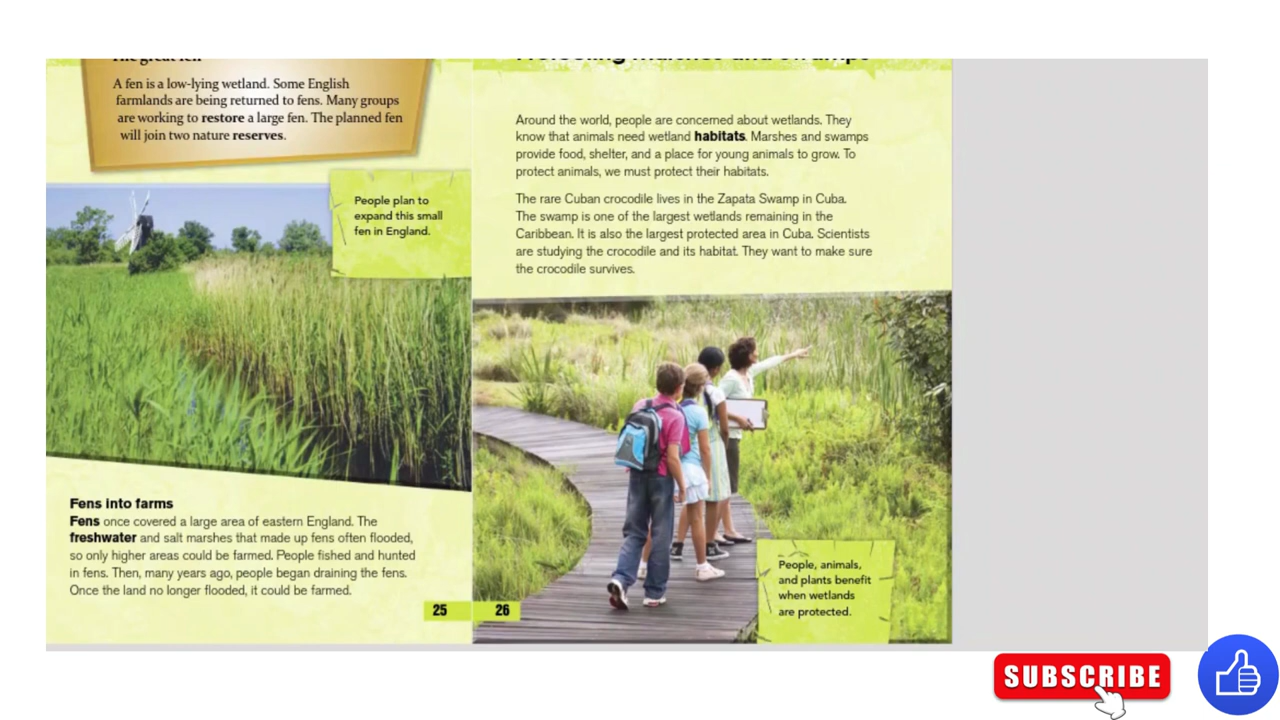 The great fen
A fen is a low-lying wetland. Some English
farmlands are being returned to fens. Many groups
are working to restore a large fen. The planned fen
will join two nature reserves.
People plan to
expand this small
fen in England.
Fens into farms
Fens once covered a large area of eastern England. The
freshwater and salt marshes that made up fens often flooded,
so only higher areas could be farmed. People fished and hunted
in fens. Then, many years ago, people began draining the fens.
Once the land no longer flooded, it could be farmed.
25
Protecting marshes and swamps
Around the world, people are concerned about wetlands. They
know that animals need wetland habitats. Marshes and swamps
provide food, shelter, and a place for young animals to grow. To
protect animals, we must protect their habitats.
The rare Cuban crocodile lives in the Zapata Swamp in Cuba.
The swamp is one of the largest wetlands remaining in the
Caribbean. It is also the largest protected area in Cuba. Scientists
are studying the crocodile and its habitat. They want to make sure
the crocodile survives.
People, animals,
and plants benefit
when wetlands
are protected.
26
SUBSCRIBE